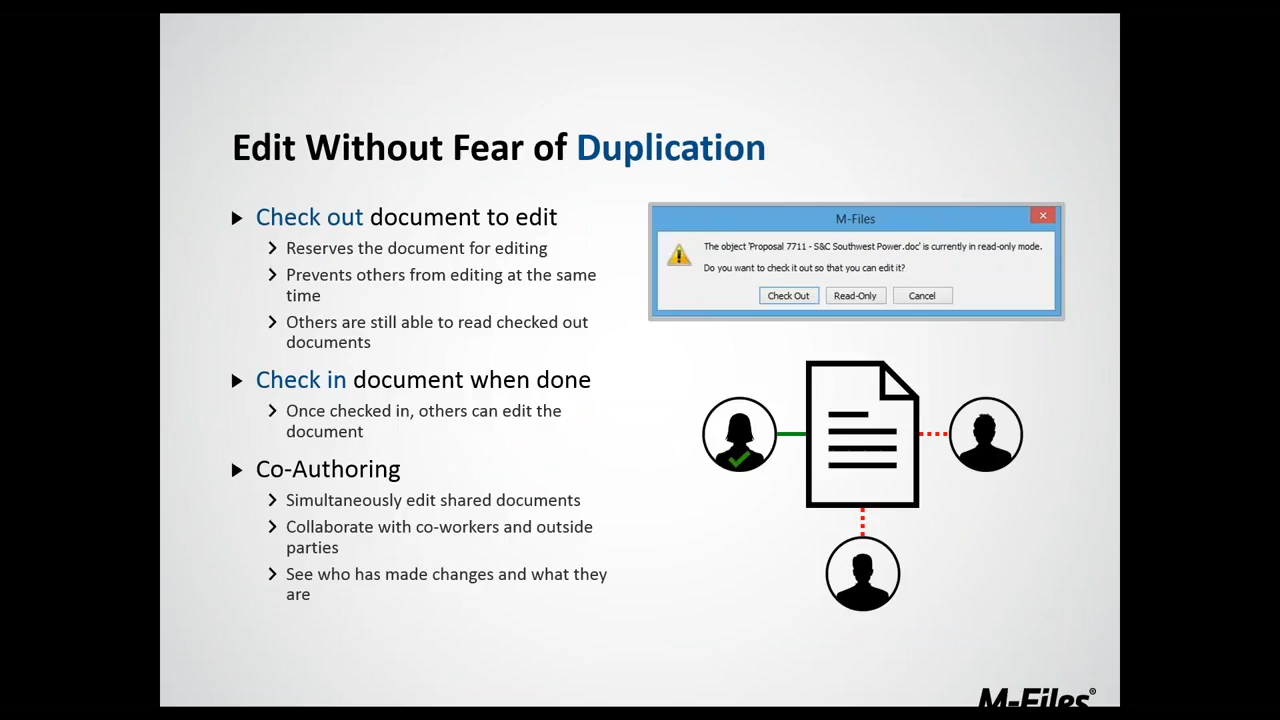 Edit Without Fear of Duplication
Check out document to edit
Reserves the document for editing
Prevents others from editing at the same
time
Others are still able to read checked out
documents
Check in document when done
Once checked in, others can edit the
document
Co-Authoring
Simultaneously edit shared documents
Collaborate with co-workers and outside
parties
See who has made changes and what they
are
M-Files
The object 'Proposal 7711 - S&C Southwest Power.doc' is currently in read-only mode.
Do you want to check it out so that you can edit it?
Check Out Read-Only Cancel
M-Files®